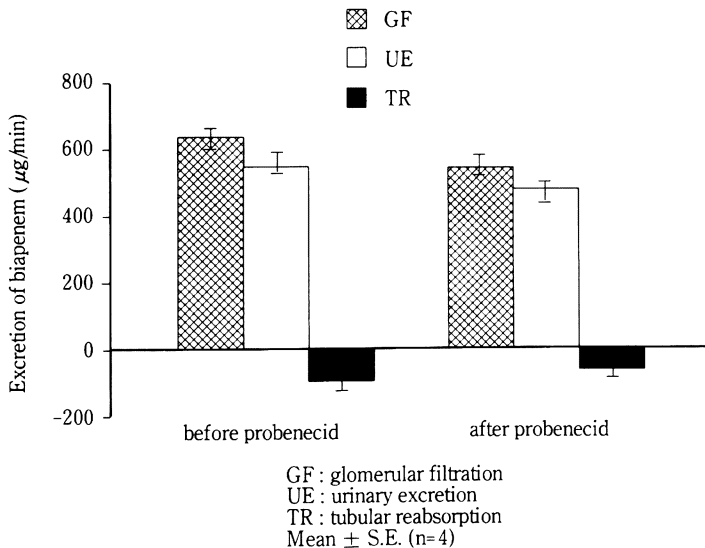 GF
UE
TR
Excretion of biapenem (μg/min)
800
600
400
200
0
-200
before probenecid
after probenecid
GF : glomerular filtration
UE : urinary excretion
TR : tubular reabsorption
Mean ± S.E. (n=4)